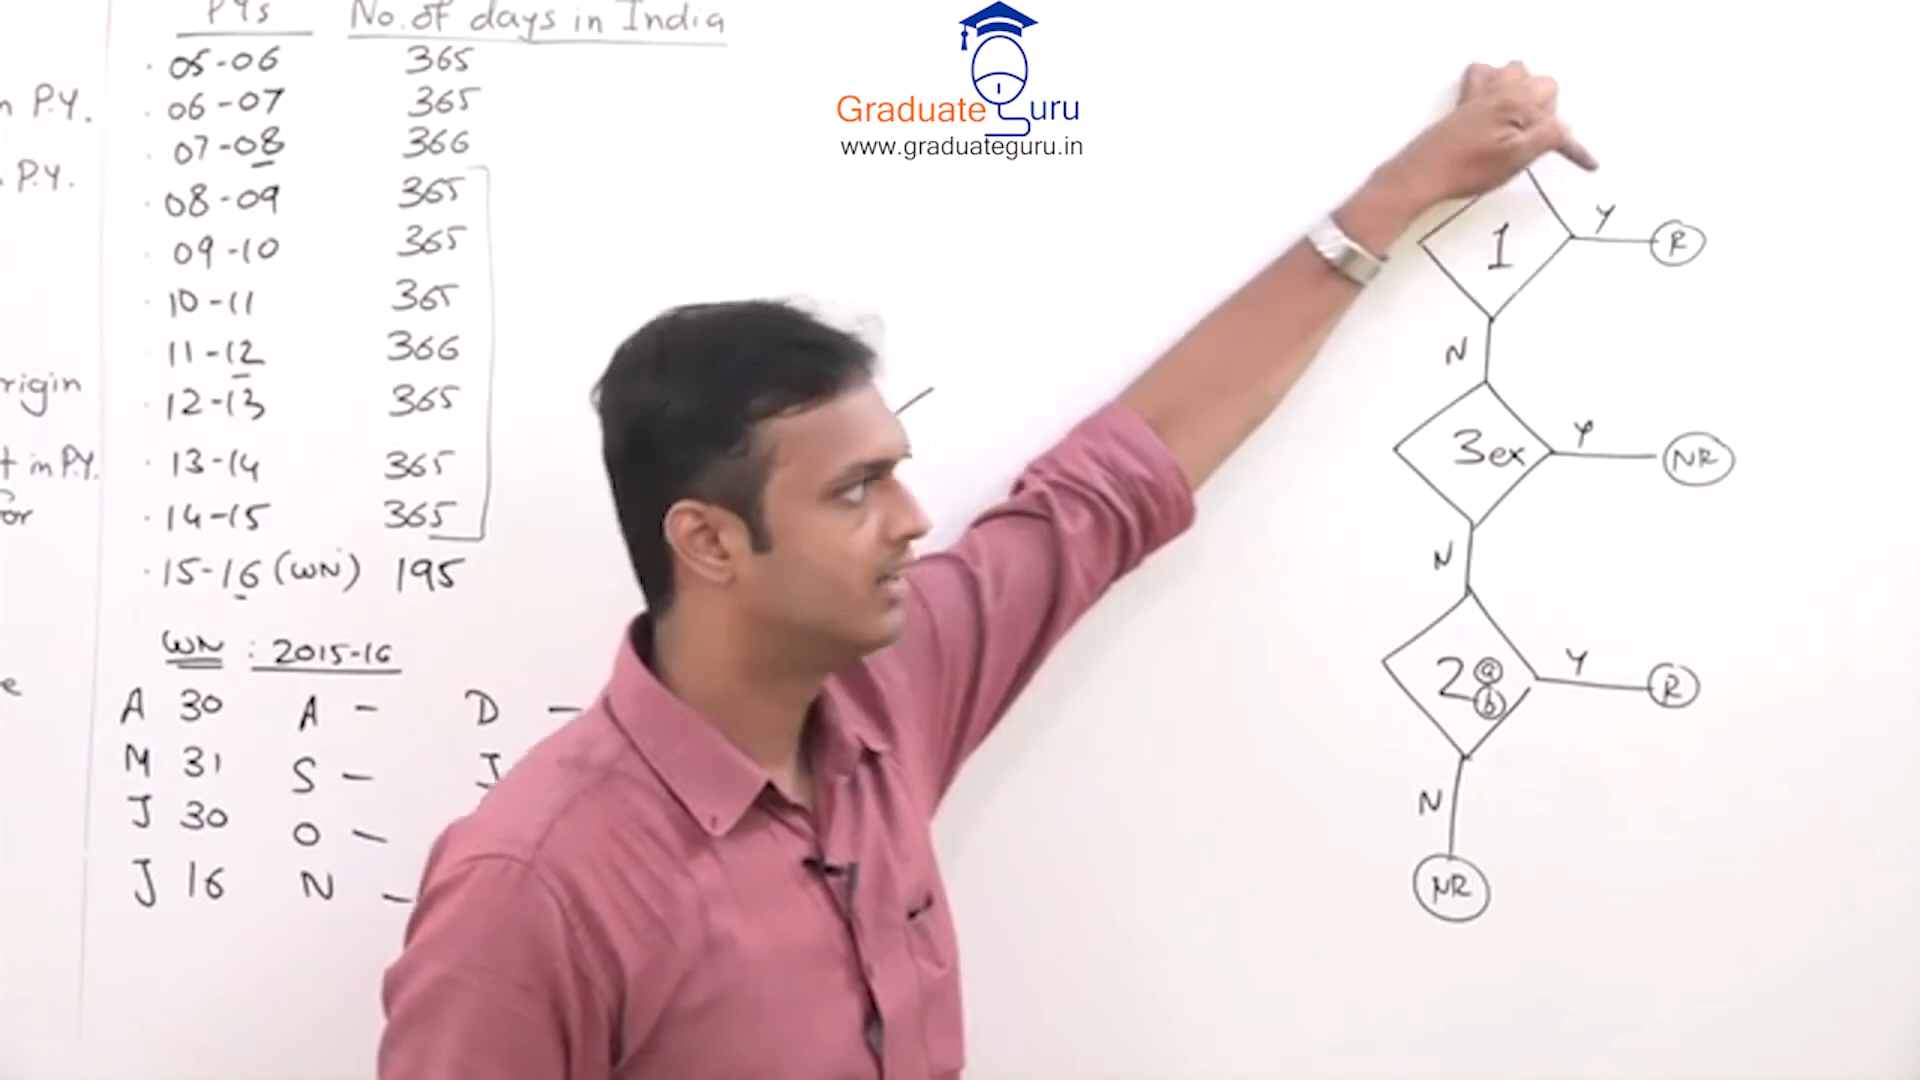 PYs No. of days in India
05-06 365
06-07 365
07-08 366
08-09 365
09-10 365
10-11 365
11-12 366
12-13 365
13-14 365
14-15 365
15-16 (WN) 195
WN : 2015-16
A 30 A - D -
M 31 S - J
J 30 O -
J 16 N -
n P.Y.
P.Y.
rigin
t in P.Y.
for
e
Graduate Guru
www.graduateguru.in
1 Y R
N
3ex Y NR
N
2 a Y R
b
N
NR